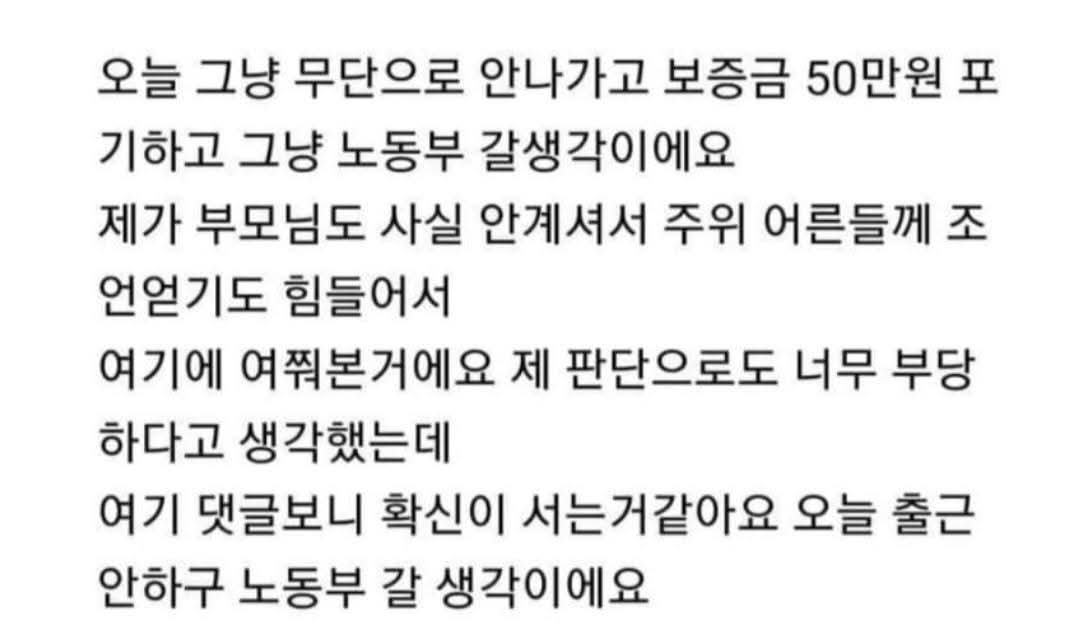 오늘 그냥 무단으로 안나가고 보증금 50만원 포
기하고 그냥 노동부 갈생각이에요
제가 부모님도 사실 안계셔서 주위 어른들께 조
언얻기도 힘들어서
여기에 여쭤본거에요 제 판단으로도 너무 부당
하다고 생각했는데
여기 댓글보니 확신이 서는거같아요 오늘 출근
안하구 노동부 갈 생각이에요